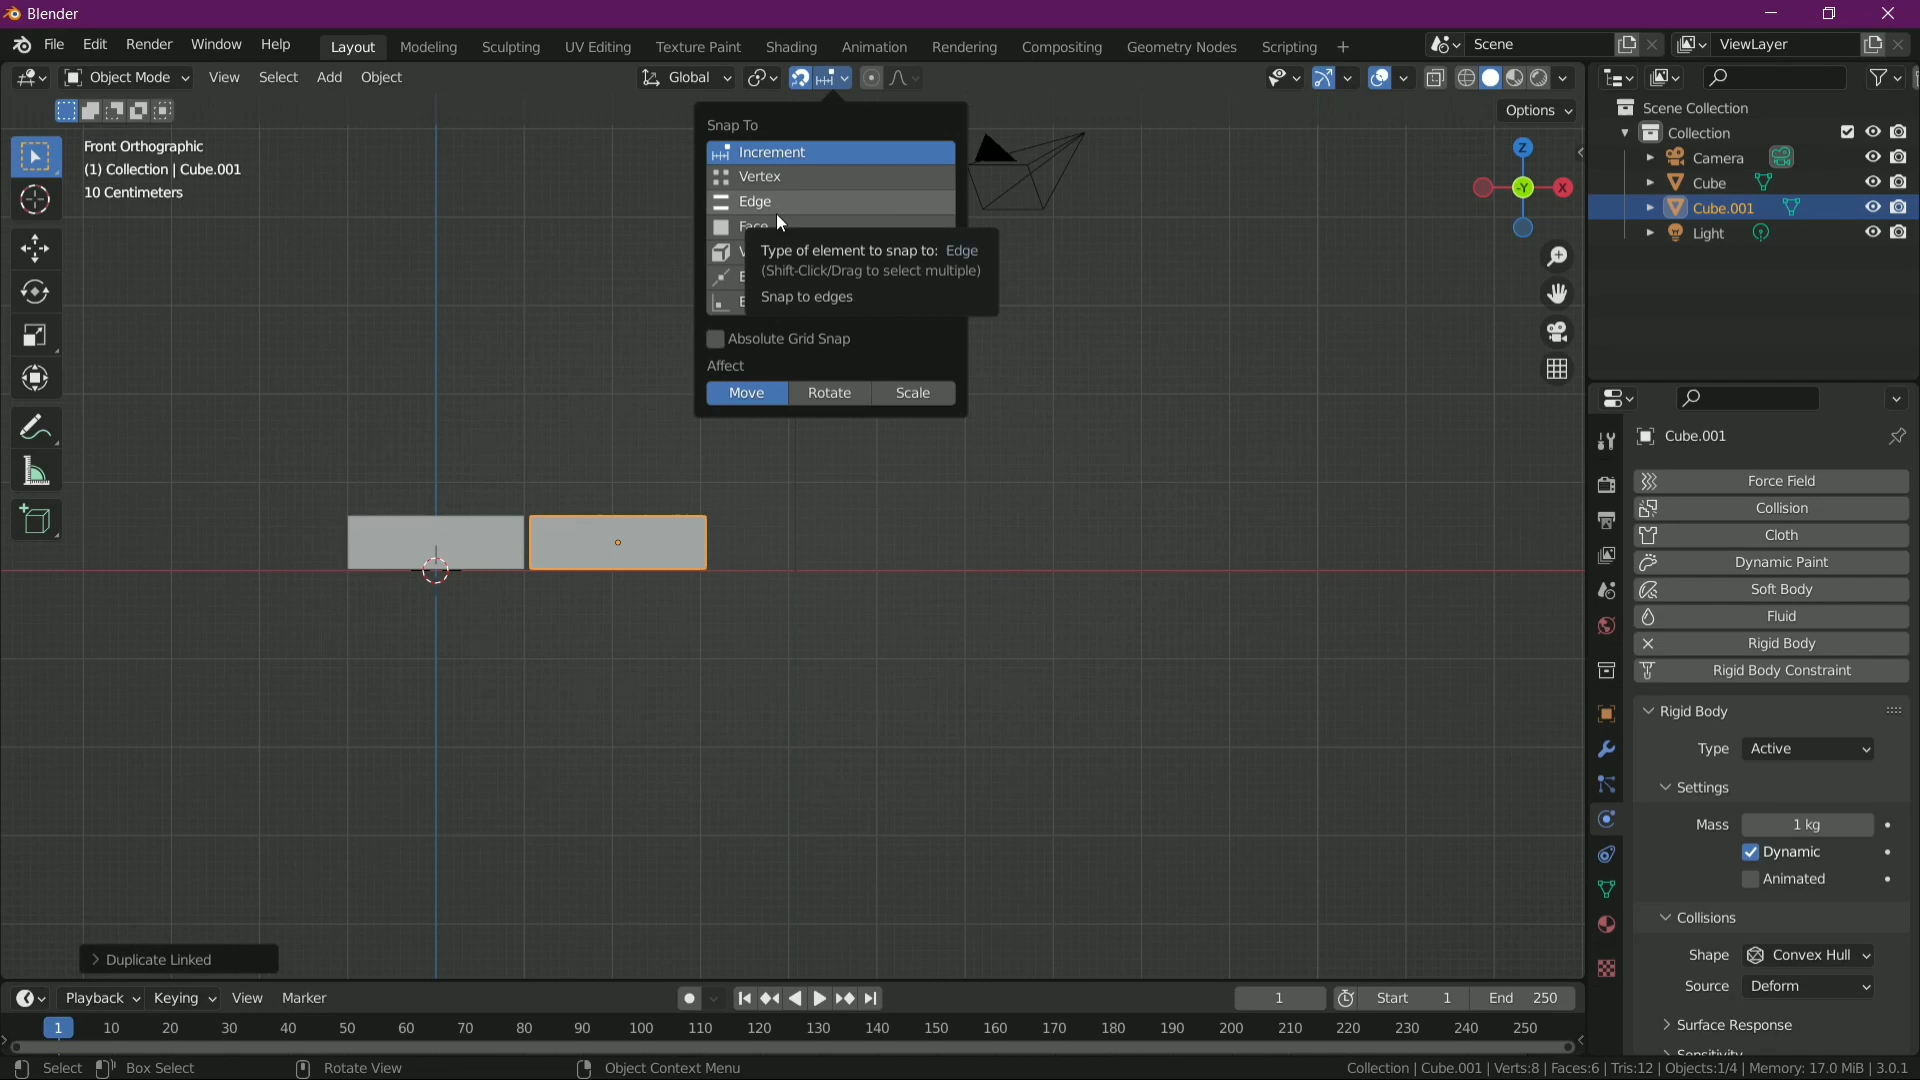 Blender
File Edit Render Window Help Layout Modeling Sculpting UV Editing Texture Paint Shading Animation Rendering Compositing Geometry Nodes Scripting + Scene ViewLayer
Object Mode View Select Add Object Global
Options
Front Orthographic
(1) Collection | Cube.001
10 Centimeters
Snap To
Increment
Vertex
Edge
Face
Type of element to snap to: Edge
(Shift-Click/Drag to select multiple)
Snap to edges
Absolute Grid Snap
Affect
Move Rotate Scale
Z
-Y X
Scene Collection
Collection
Camera
Cube
Cube.001
Light
Cube.001
Force Field
Collision
Cloth
Dynamic Paint
Soft Body
Fluid
Rigid Body
Rigid Body Constraint
Rigid Body
Type Active
Settings
Mass 1 kg
Dynamic
Animated
Collisions
Shape Convex Hull
Source Deform
Surface Response
Sensitivity
Duplicate Linked
Playback Keying View Marker 1 Start 1 End 250
1 10 20 30 40 50 60 70 80 90 100 110 120 130 140 150 160 170 180 190 200 210 220 230 240 250
Select Box Select Rotate View Object Context Menu Collection | Cube.001 | Verts:8 | Faces:6 | Tris:12 | Objects:1/4 | Memory: 17.0 MiB | 3.0.1